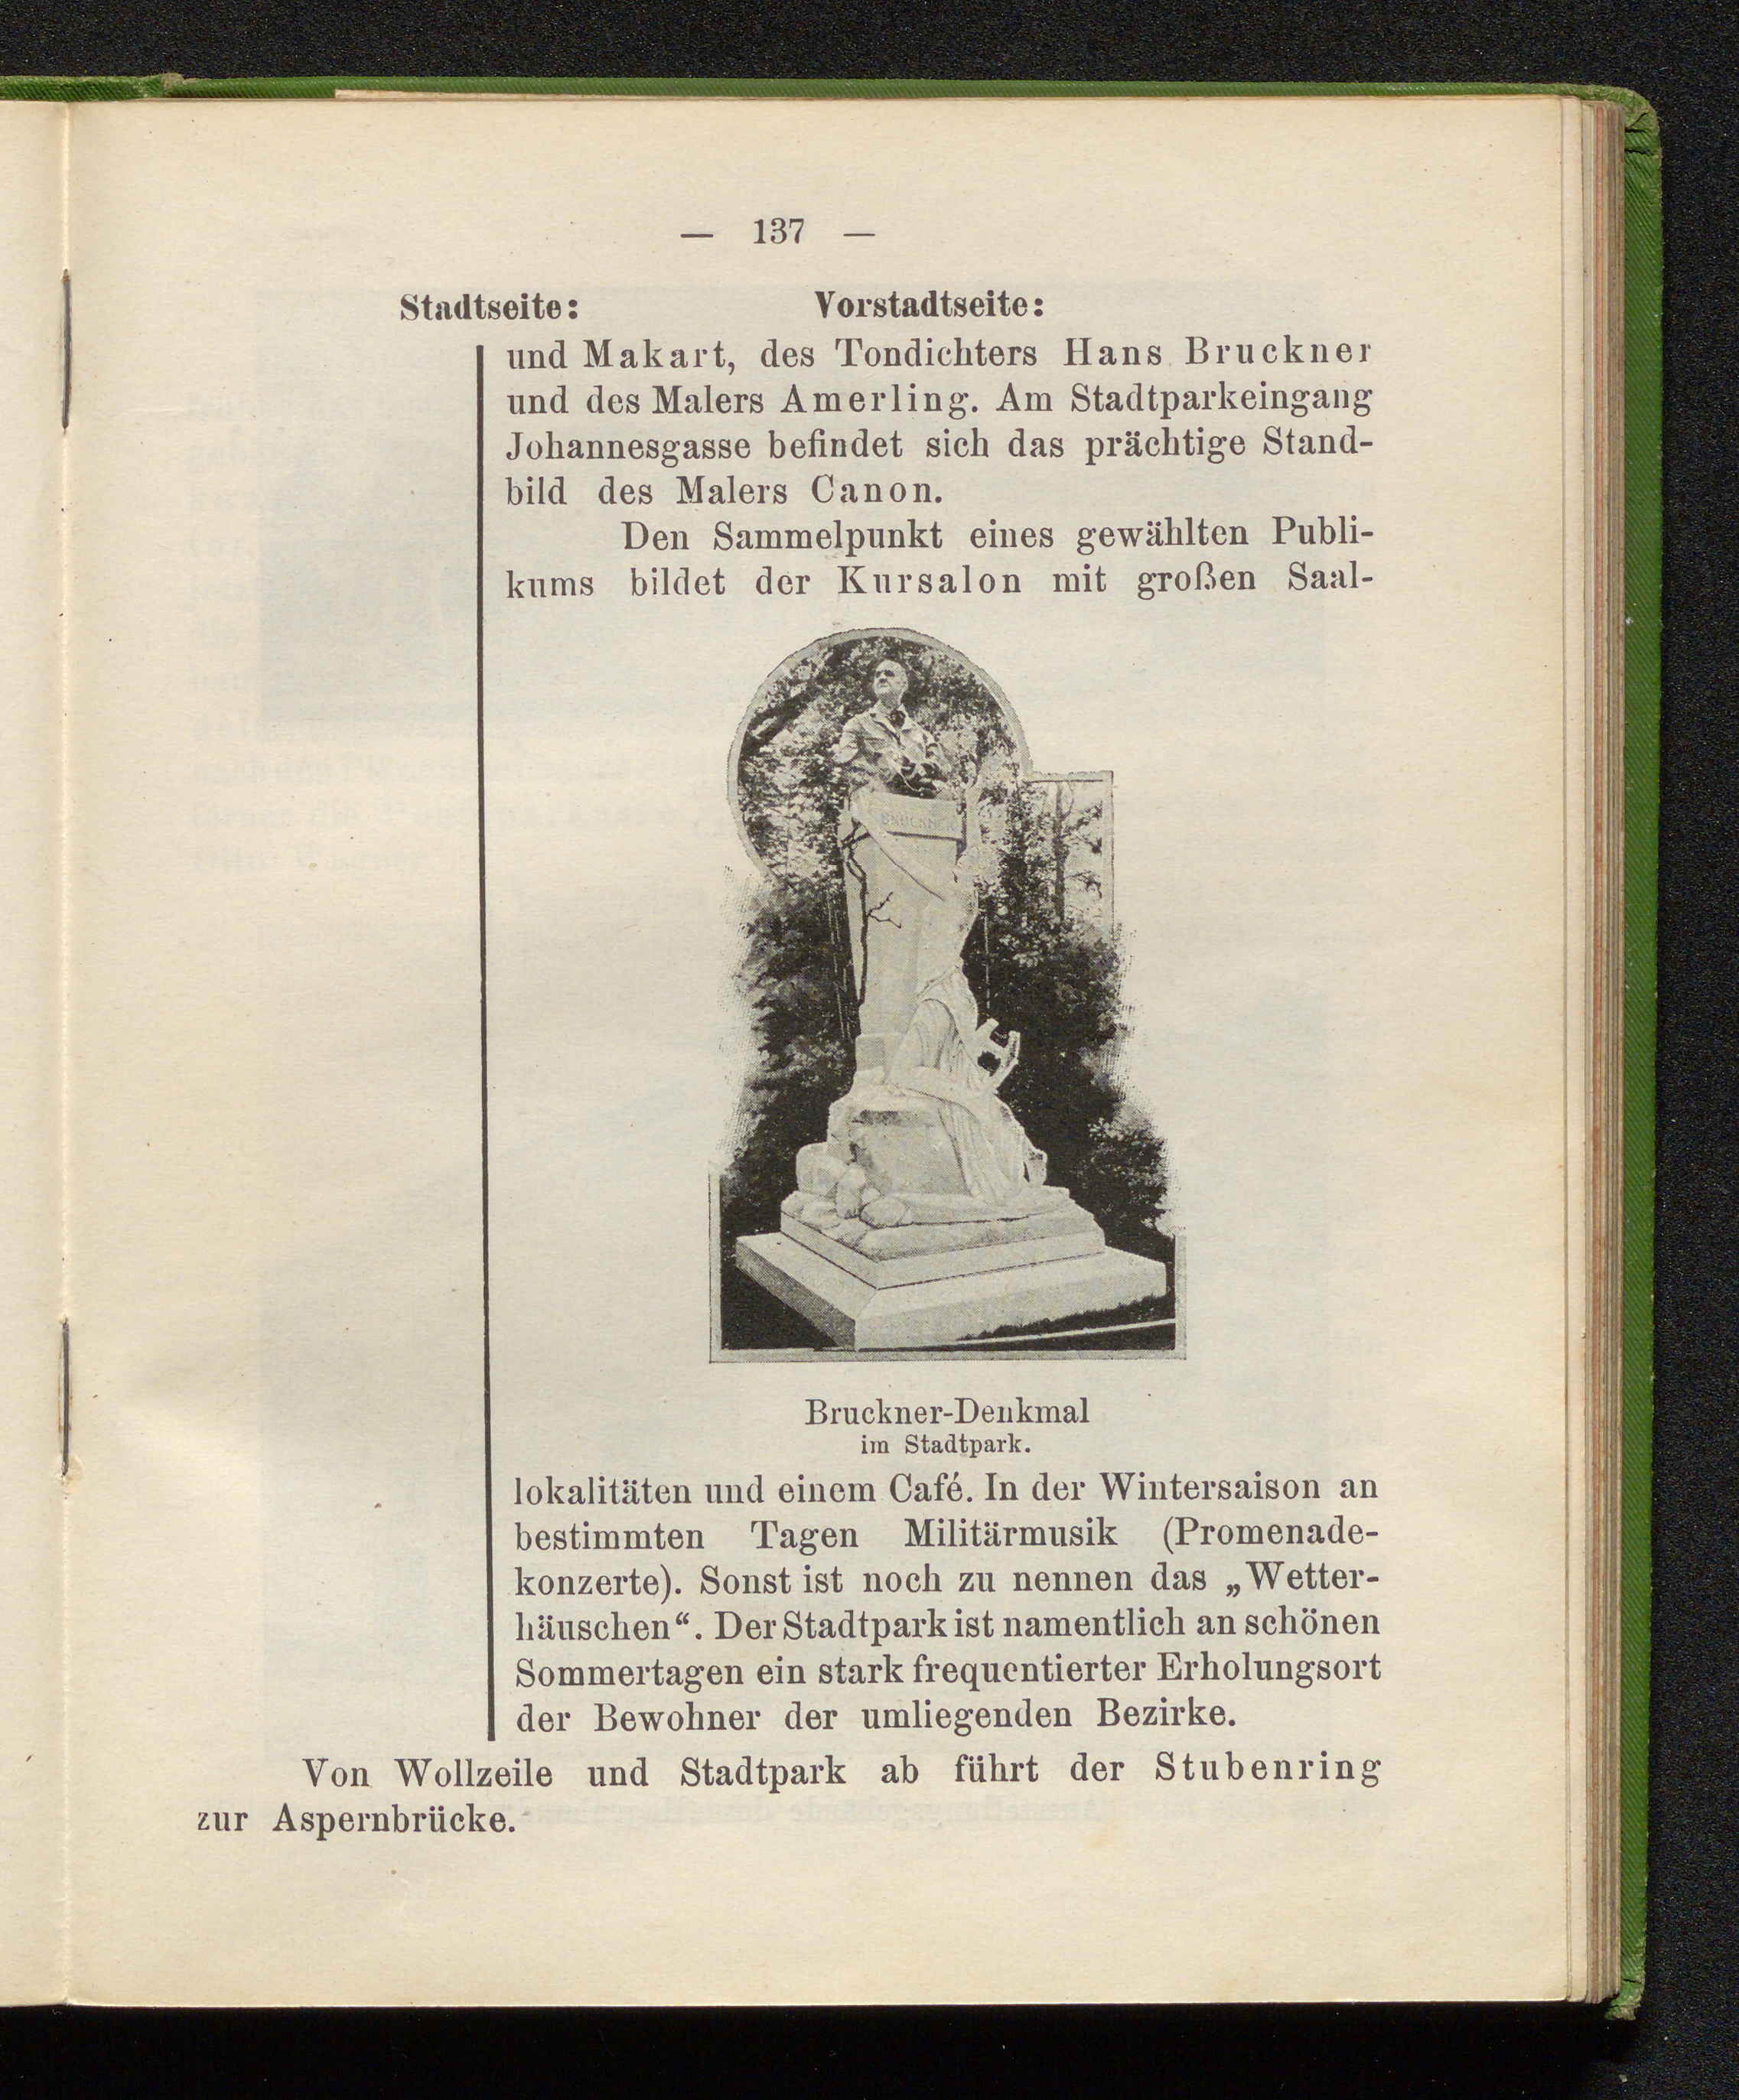 — 137 —
Stadtseite: Vorstadtseite:
und Makart, des Tondichters Hans Bruckner
und des Malers Amerling. Am Stadtparkeingang
Johannesgasse befindet sich das prächtige Stand-
bild des Malers Canon.
Den Sammelpunkt eines gewählten Publi-
kums bildet der Kursalon mit großen Saal-
BRUCKNER
Bruckner-Denkmal
im Stadtpark.
lokalitäten und einem Café. In der Wintersaison an
bestimmten Tagen Militärmusik (Promenade-
konzerte). Sonst ist noch zu nennen das „Wetter-
häuschen“. Der Stadtpark ist namentlich an schönen
Sommertagen ein stark frequentierter Erholungsort
der Bewohner der umliegenden Bezirke.
Von Wollzeile und Stadtpark ab führt der Stubenring
zur Aspernbrücke.